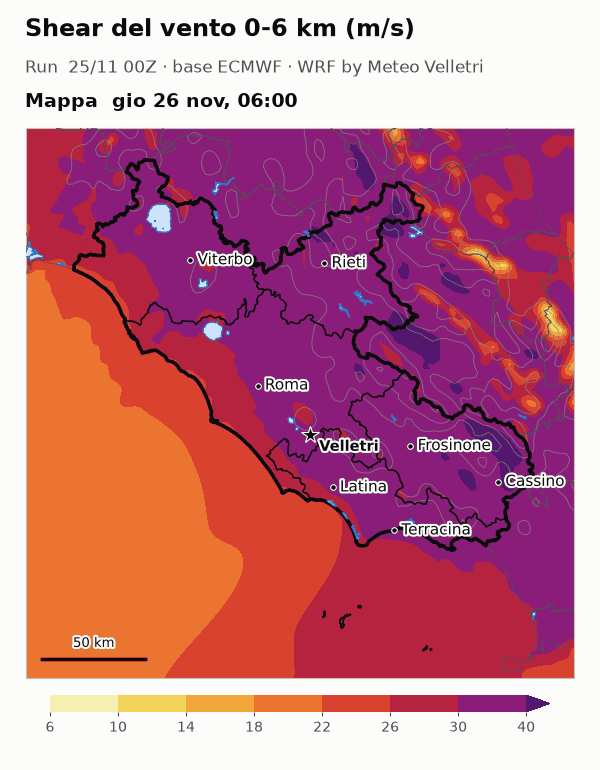 Shear del vento 0-6 km (m/s)
Run  25/11 00Z · base ECMWF · WRF by Meteo Velletri
Mappa  gio 26 nov, 06:00
Viterbo
Rieti
Roma
Velletri
Frosinone
Cassino
Latina
Terracina
50 km
6 10 14 18 22 26 30 40